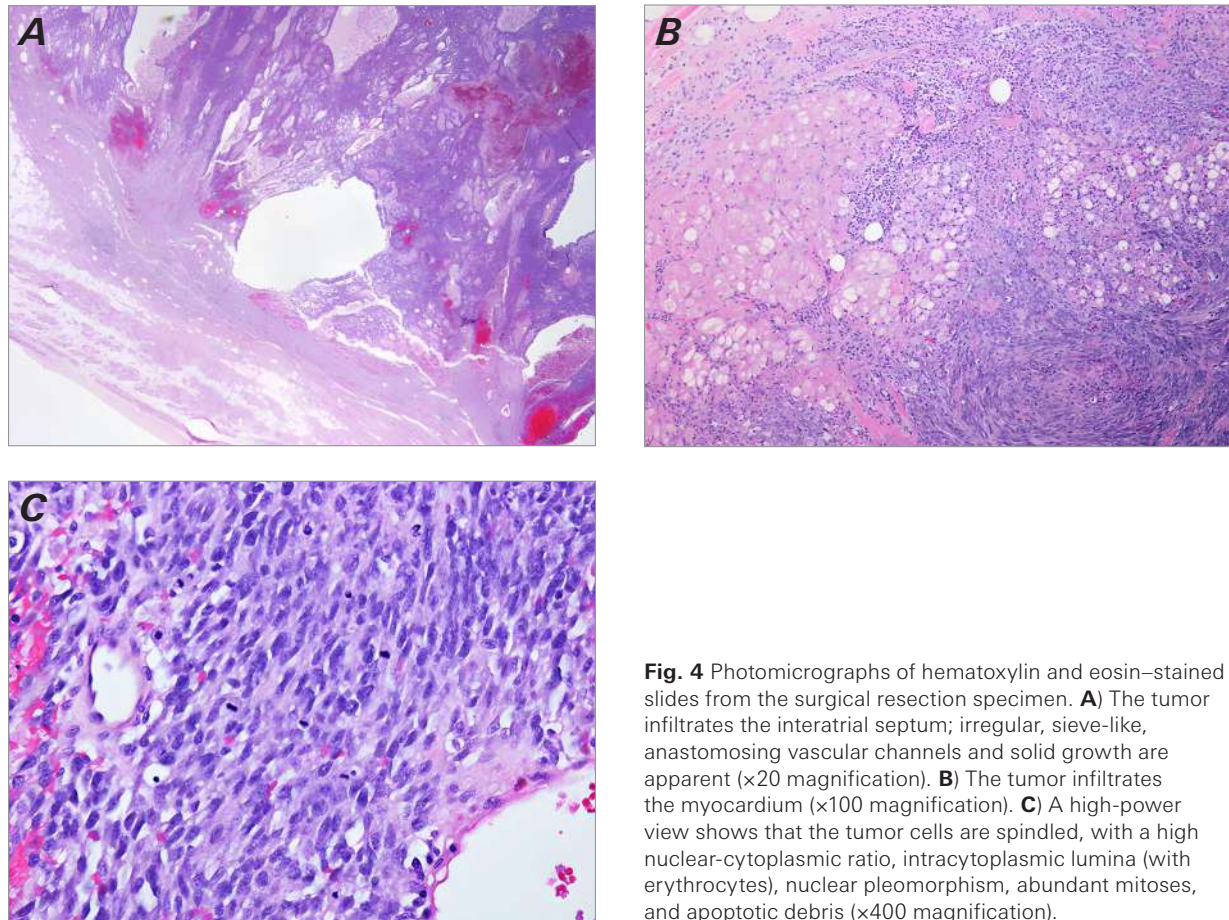 A
B
C
Fig. 4 Photomicrographs of hematoxylin and eosin–stained
slides from the surgical resection specimen. A) The tumor
infiltrates the interatrial septum; irregular, sieve-like,
anastomosing vascular channels and solid growth are
apparent (×20 magnification). B) The tumor infiltrates
the myocardium (×100 magnification). C) A high-power
view shows that the tumor cells are spindled, with a high
nuclear-cytoplasmic ratio, intracytoplasmic lumina (with
erythrocytes), nuclear pleomorphism, abundant mitoses,
and apoptotic debris (×400 magnification).